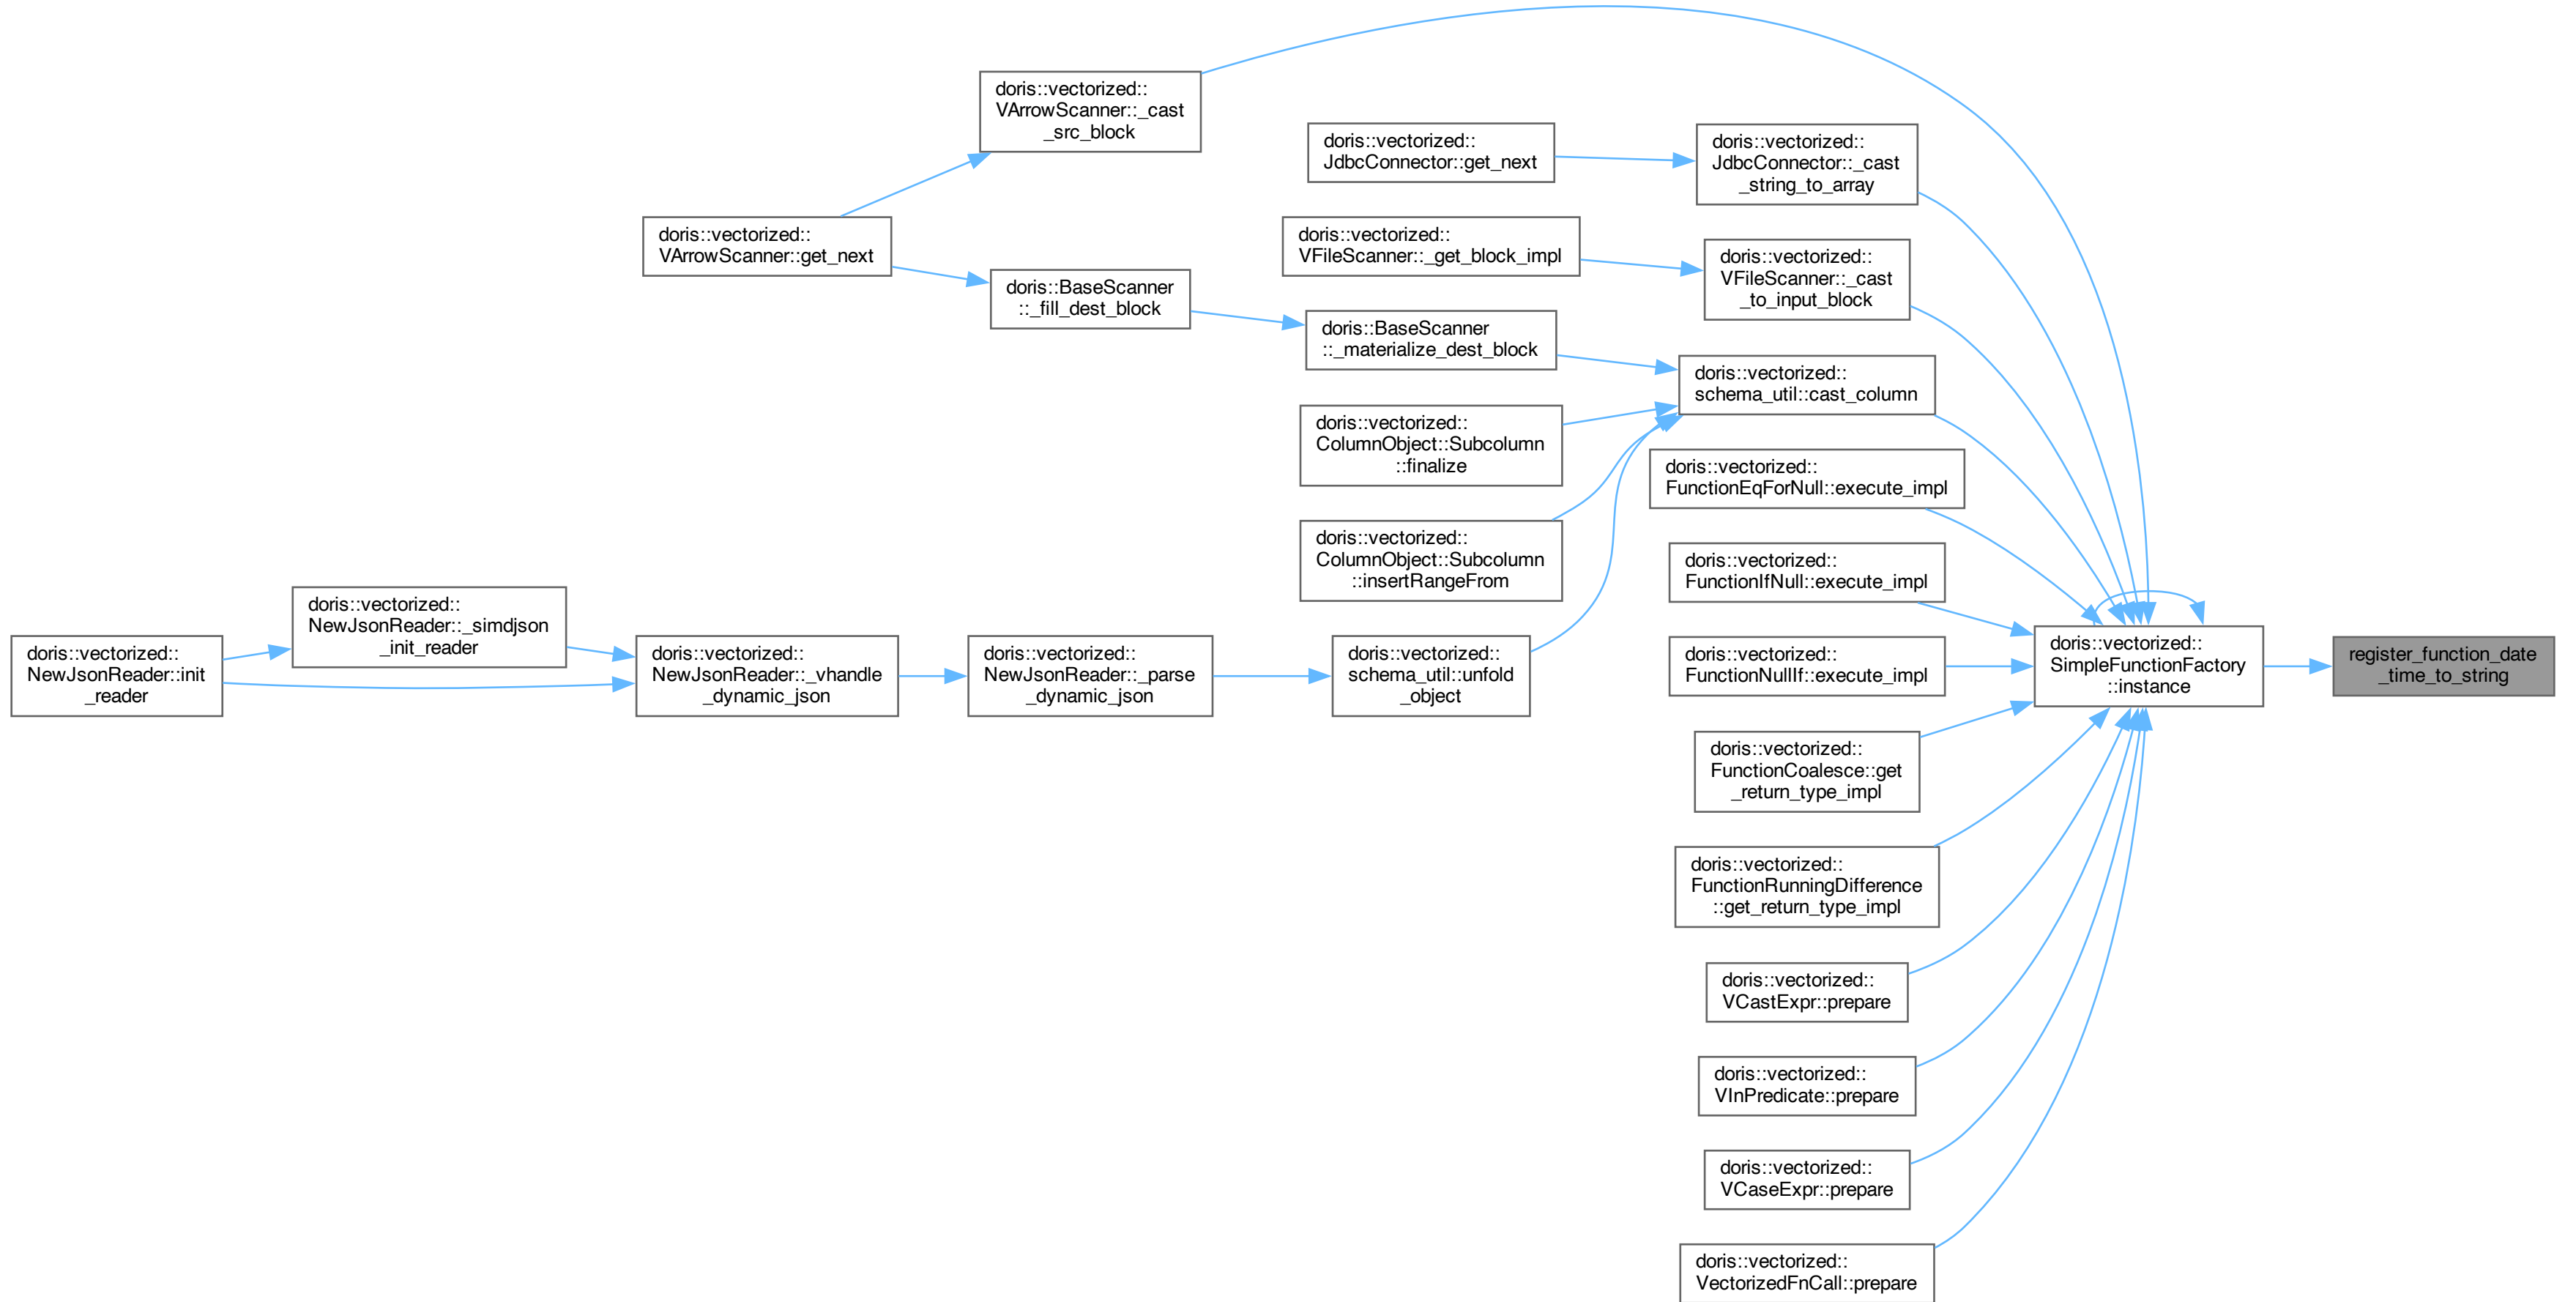 doris::vectorized::
VArrowScanner::_cast
_src_block
doris::vectorized::
JdbcConnector::get_next
doris::vectorized::
JdbcConnector::_cast
_string_to_array
doris::vectorized::
VArrowScanner::get_next
doris::vectorized::
VFileScanner::_get_block_impl
doris::vectorized::
VFileScanner::_cast
_to_input_block
doris::BaseScanner
::_fill_dest_block
doris::BaseScanner
::_materialize_dest_block
doris::vectorized::
schema_util::cast_column
doris::vectorized::
ColumnObject::Subcolumn
::finalize
doris::vectorized::
FunctionEqForNull::execute_impl
doris::vectorized::
ColumnObject::Subcolumn
::insertRangeFrom
doris::vectorized::
FunctionIfNull::execute_impl
doris::vectorized::
NewJsonReader::init
_reader
doris::vectorized::
NewJsonReader::_simdjson
_init_reader
doris::vectorized::
NewJsonReader::_vhandle
_dynamic_json
doris::vectorized::
NewJsonReader::_parse
_dynamic_json
doris::vectorized::
schema_util::unfold
_object
doris::vectorized::
FunctionNullIf::execute_impl
doris::vectorized::
SimpleFunctionFactory
::instance
register_function_date
_time_to_string
doris::vectorized::
FunctionCoalesce::get
_return_type_impl
doris::vectorized::
FunctionRunningDifference
::get_return_type_impl
doris::vectorized::
VCastExpr::prepare
doris::vectorized::
VInPredicate::prepare
doris::vectorized::
VCaseExpr::prepare
doris::vectorized::
VectorizedFnCall::prepare